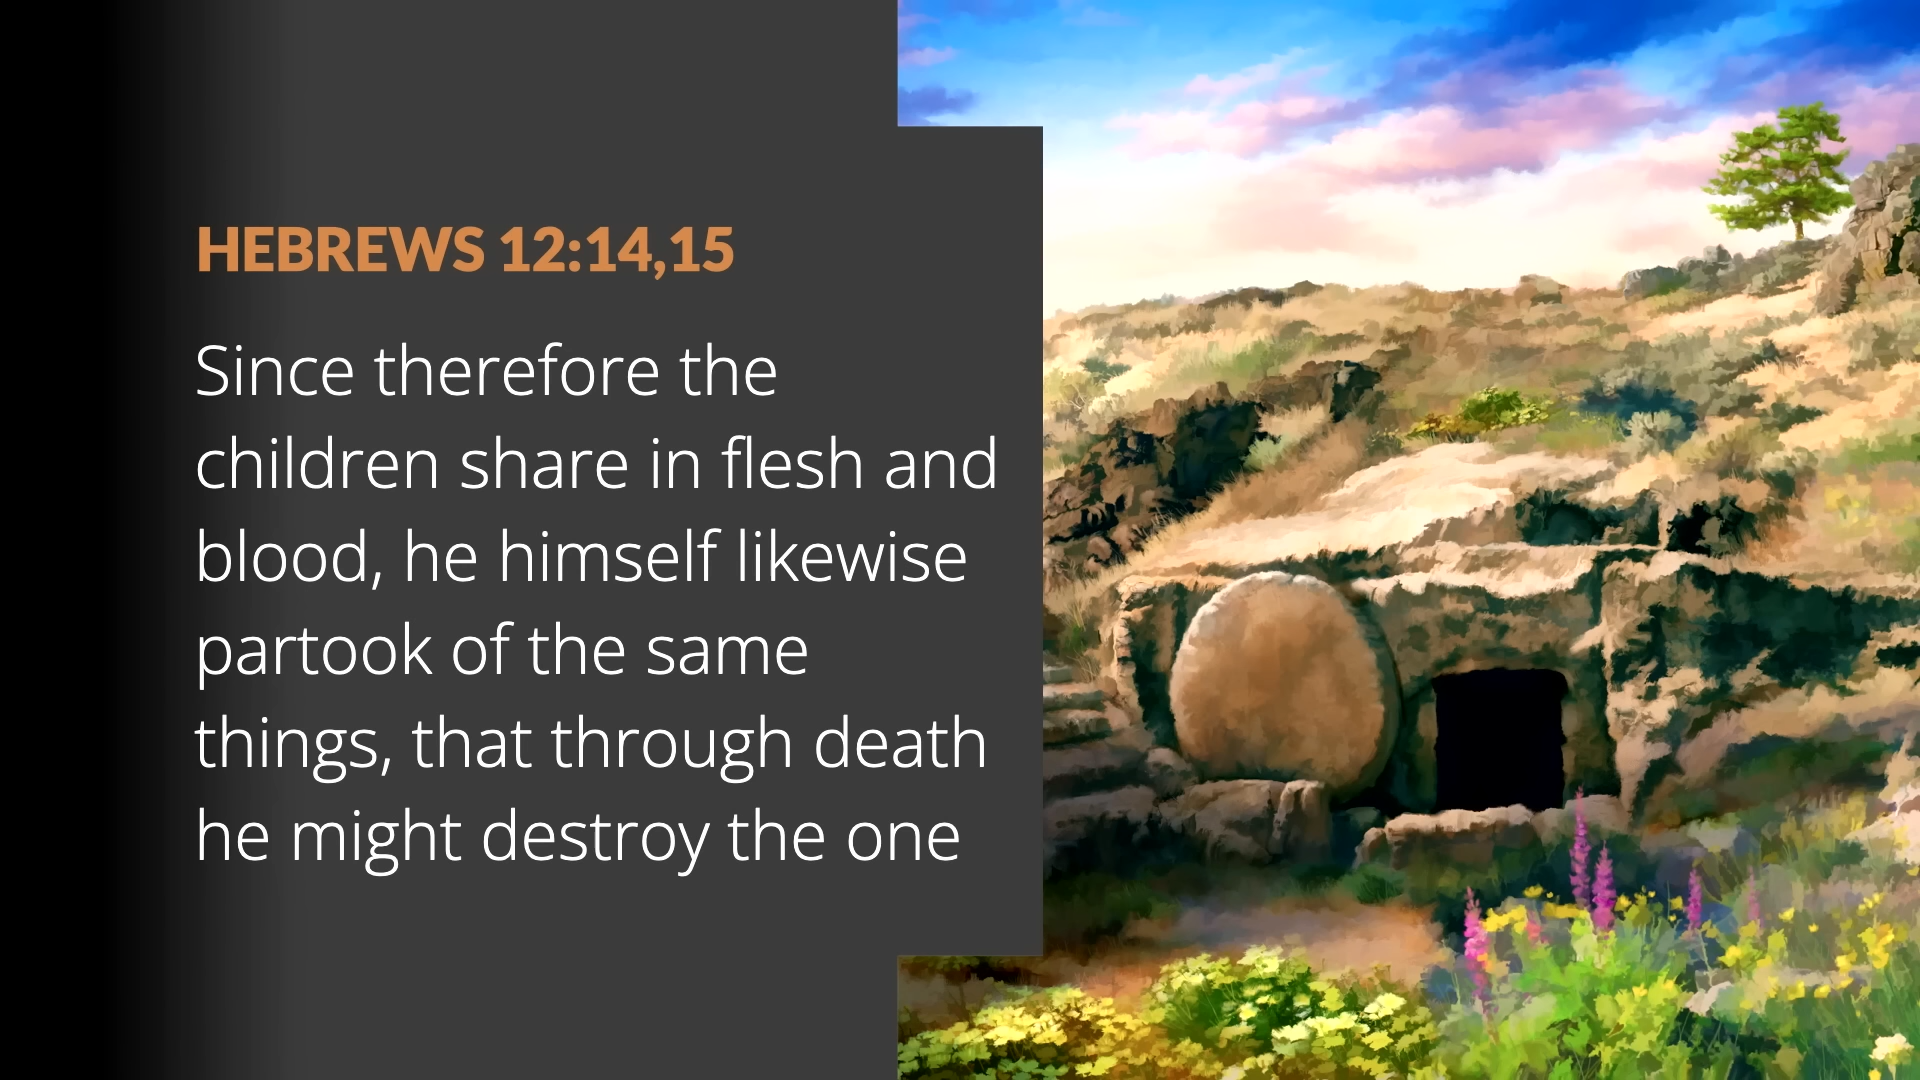 HEBREWS 12:14,15
Since therefore the
children share in flesh and
blood, he himself likewise
partook of the same
things, that through death
he might destroy the one